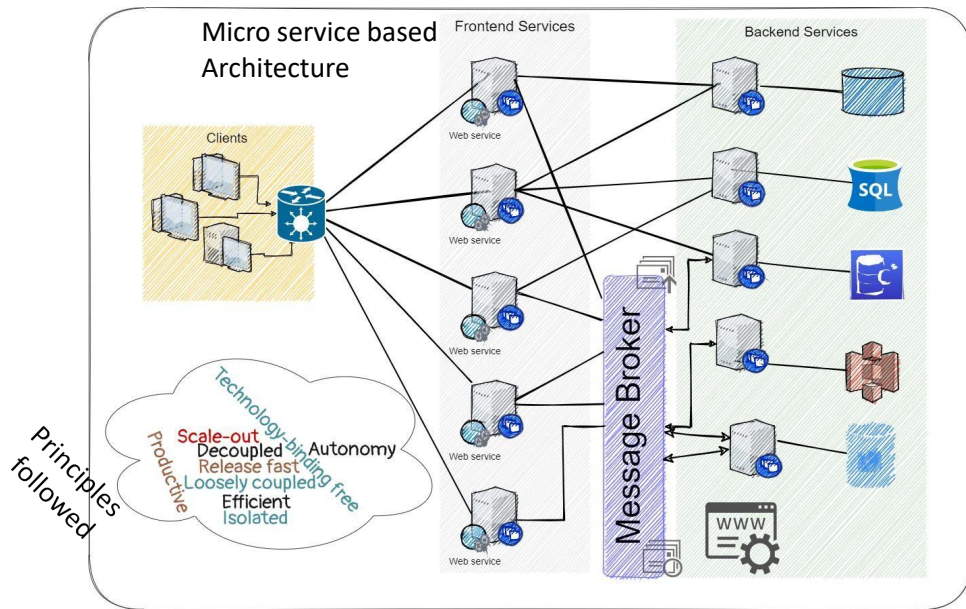 Micro service based
Architecture
Frontend Services
Backend Services
Clients
Web service
Web service
Web service
Web service
Web service
SQL
C*
Message Broker
WWW
Principles
followed
Technology-binding free
Productive
Scale-out
Decoupled
Autonomy
Release fast
Loosely coupled
Efficient
Isolated